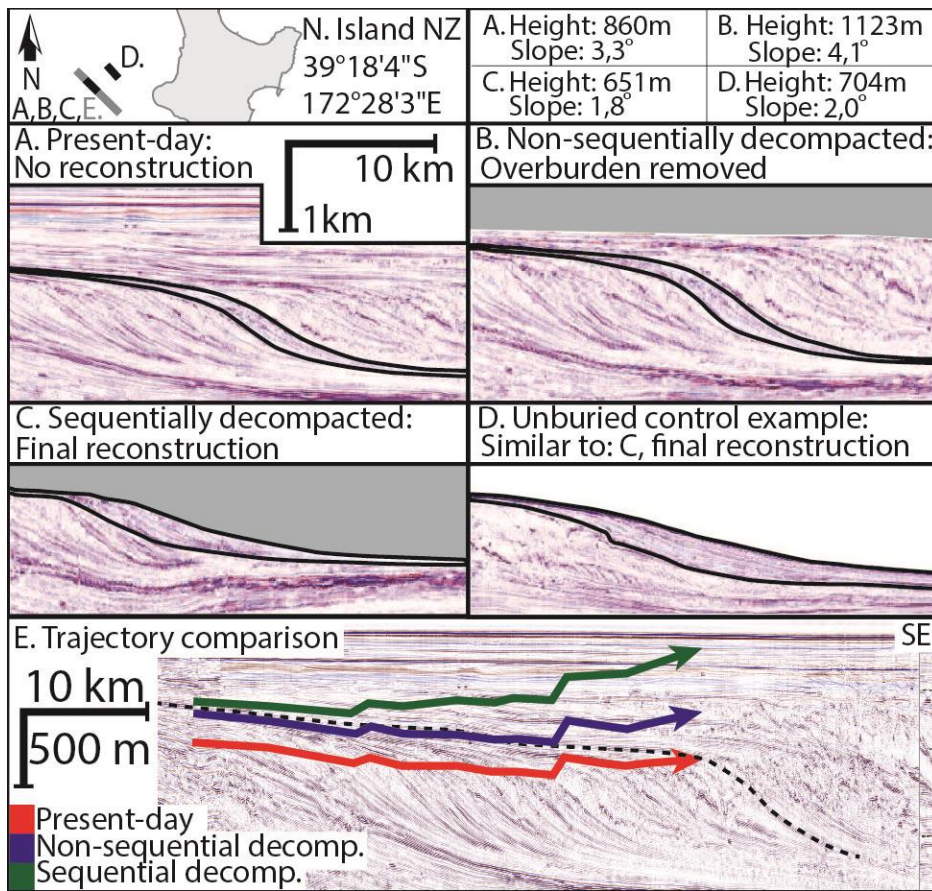 N. Island NZ
39°18'4"S
172°28'3"E
D.
N
A,B,C,E.
A. Height: 860m
Slope: 3,3°
B. Height: 1123m
Slope: 4,1°
C. Height: 651m
Slope: 1,8°
D. Height: 704m
Slope: 2,0°
A. Present-day:
No reconstruction
10 km
1km
B. Non-sequentially decompacted:
Overburden removed
C. Sequentially decompacted:
Final reconstruction
D. Unburied control example:
Similar to: C, final reconstruction
E. Trajectory comparison
SE
10 km
500 m
Present-day
Non-sequential decomp.
Sequential decomp.